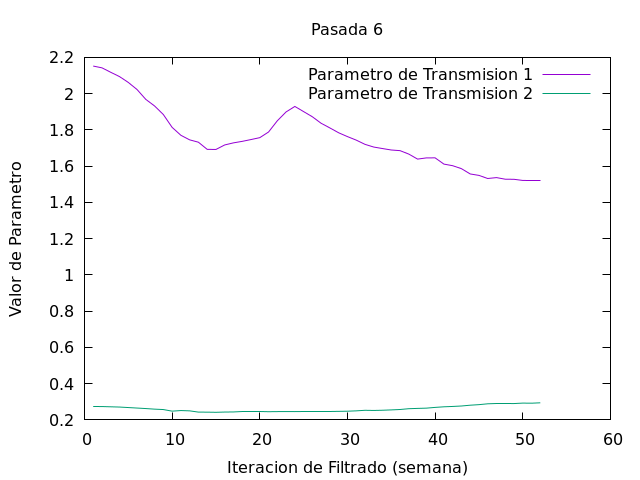 Pasada 6
Parametro de Transmision 1
Parametro de Transmision 2
2.2
2
1.8
1.6
1.4
1.2
1
0.8
0.6
0.4
0.2
0 10 20 30 40 50 60
Valor de Parametro
Iteracion de Filtrado (semana)